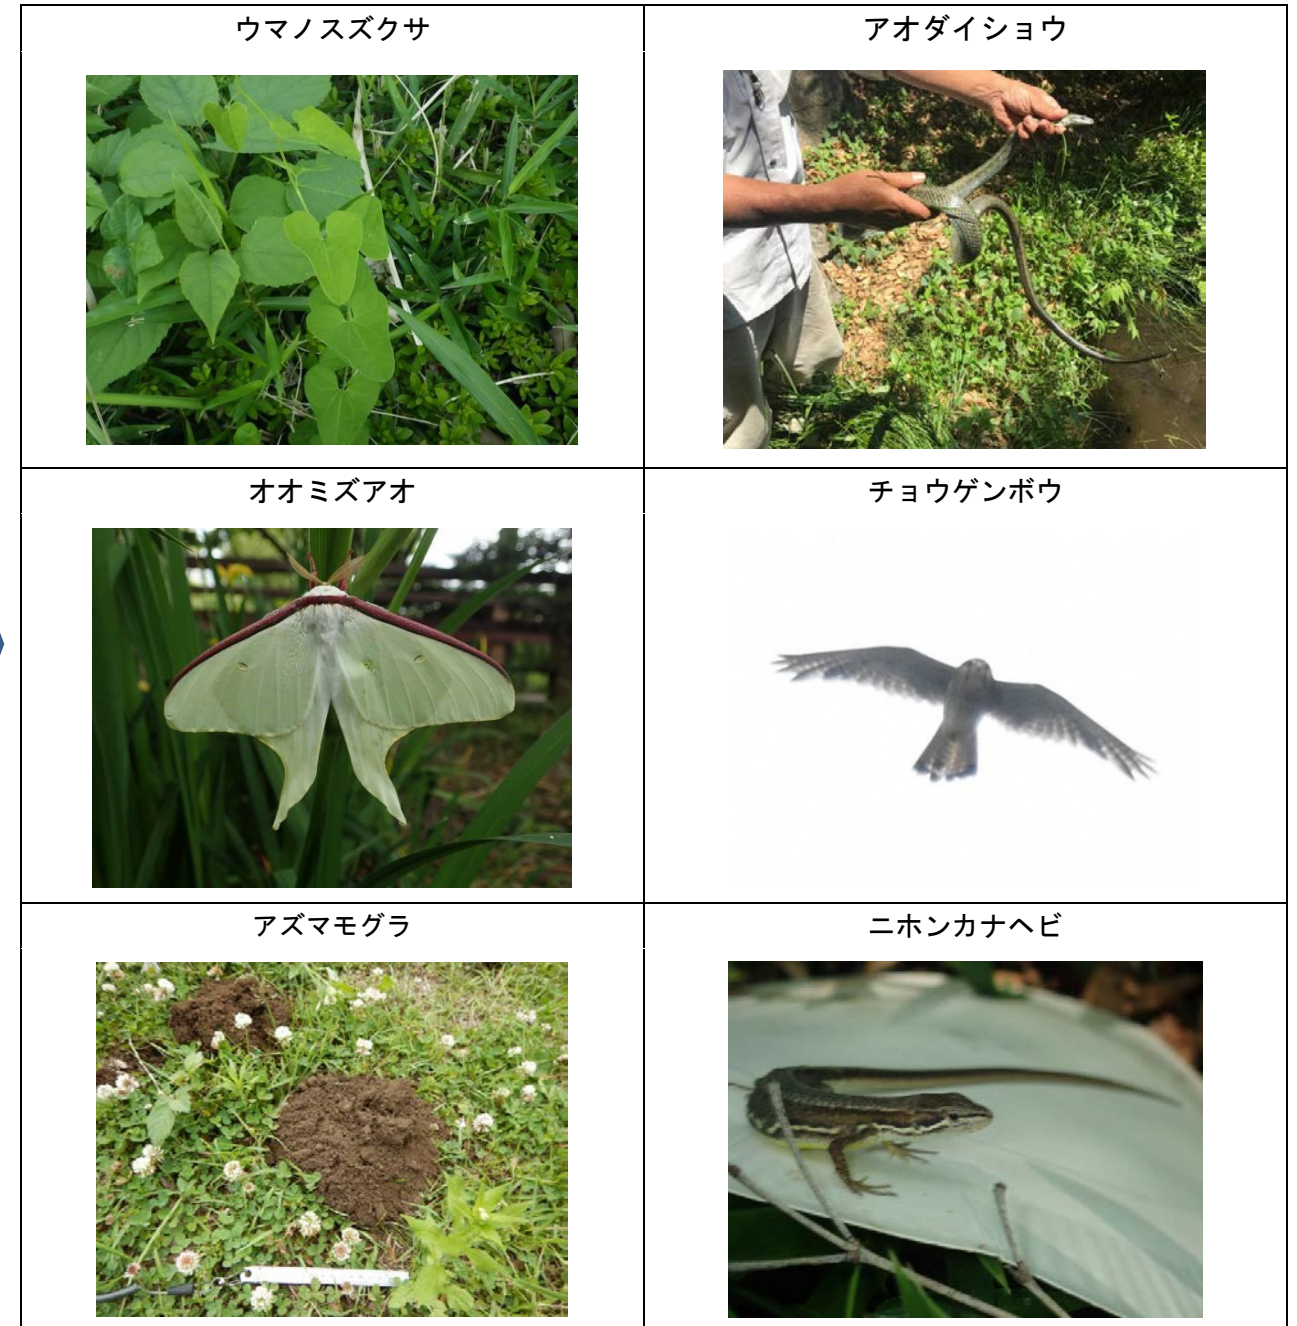 ウマノスズクサ
アオダイショウ
オオミズアオ
チョウゲンボウ
アズマモグラ
ニホンカナヘビ